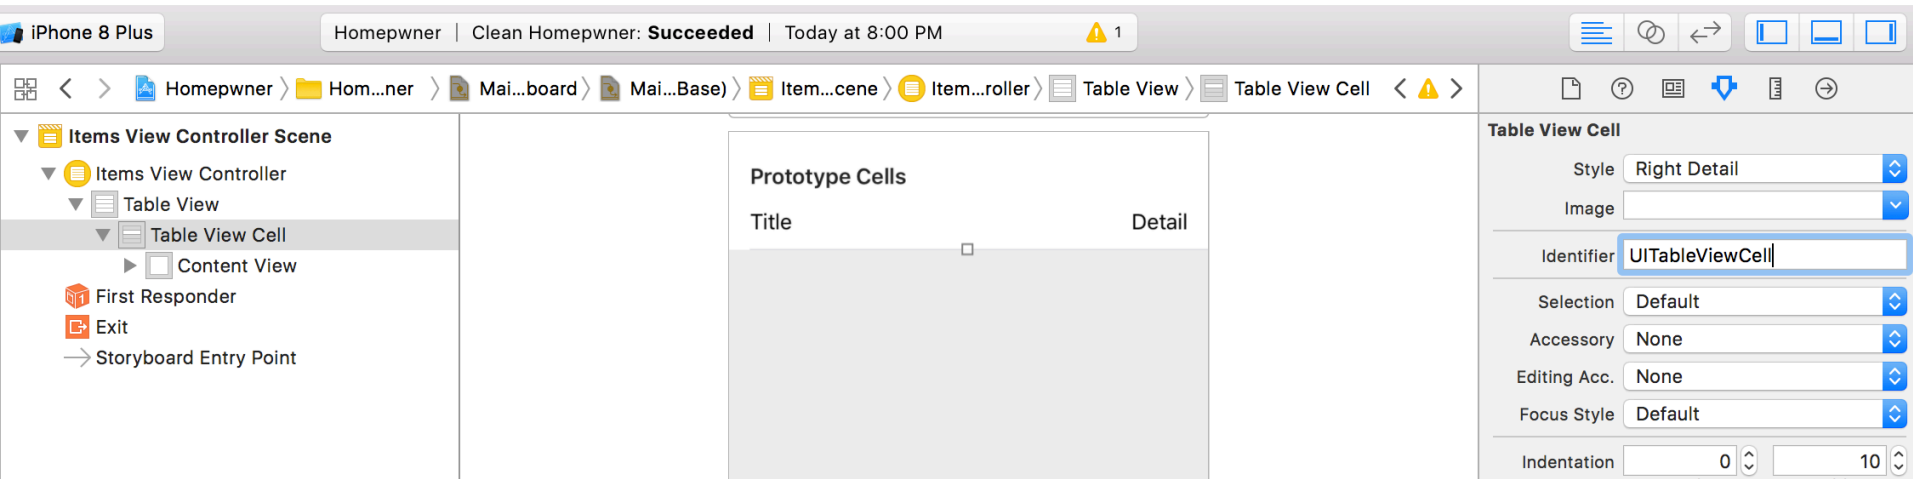 iPhone 8 Plus
Homepwner | Clean Homepwner: Succeeded | Today at 8:00 PM
1
Homepwner
Hom...ner
Mai...board
Mai...Base)
Item...cene
Item...roller
Table View
Table View Cell
Items View Controller Scene
Items View Controller
Table View
Table View Cell
Content View
First Responder
Exit
Storyboard Entry Point
Prototype Cells
Title Detail
Table View Cell
Style Right Detail
Image
Identifier UITableViewCell
Selection Default
Accessory None
Editing Acc. None
Focus Style Default
Indentation 0 10